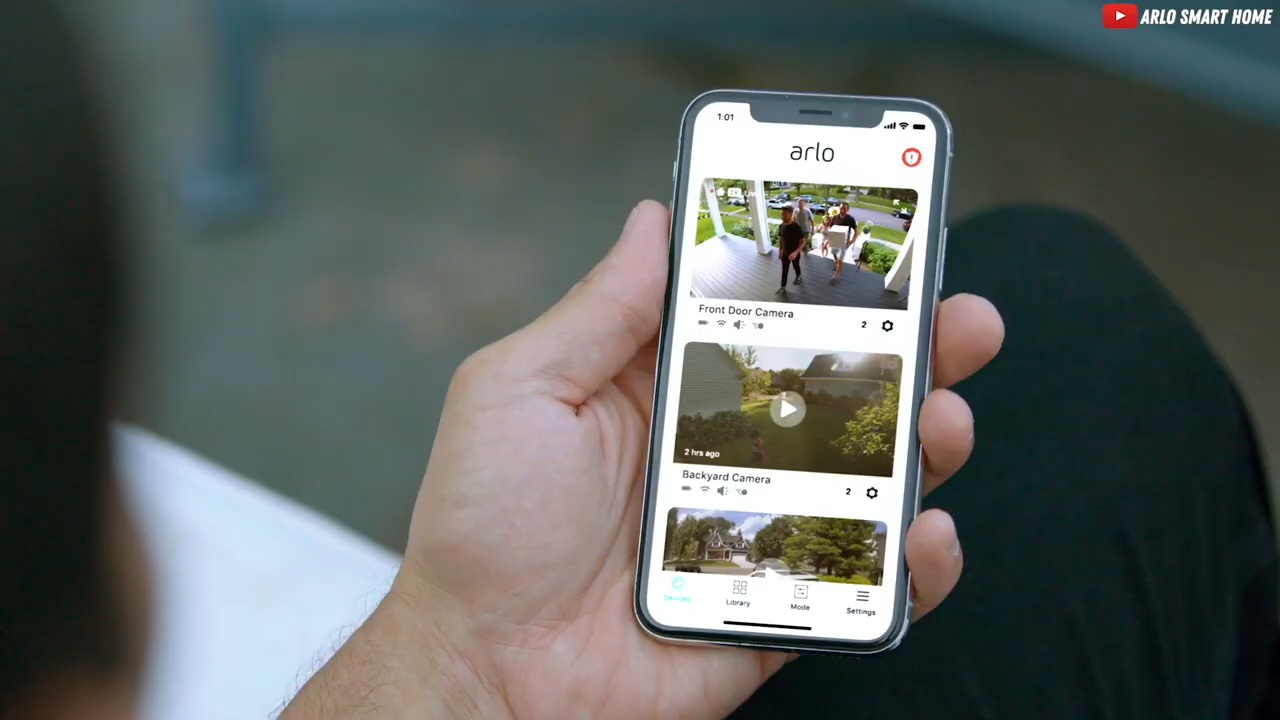 ARLO SMART HOME
1:01
arlo
Front Door Camera
2
2 hrs ago
Backyard Camera
2
Devices
Library
Mode
Settings